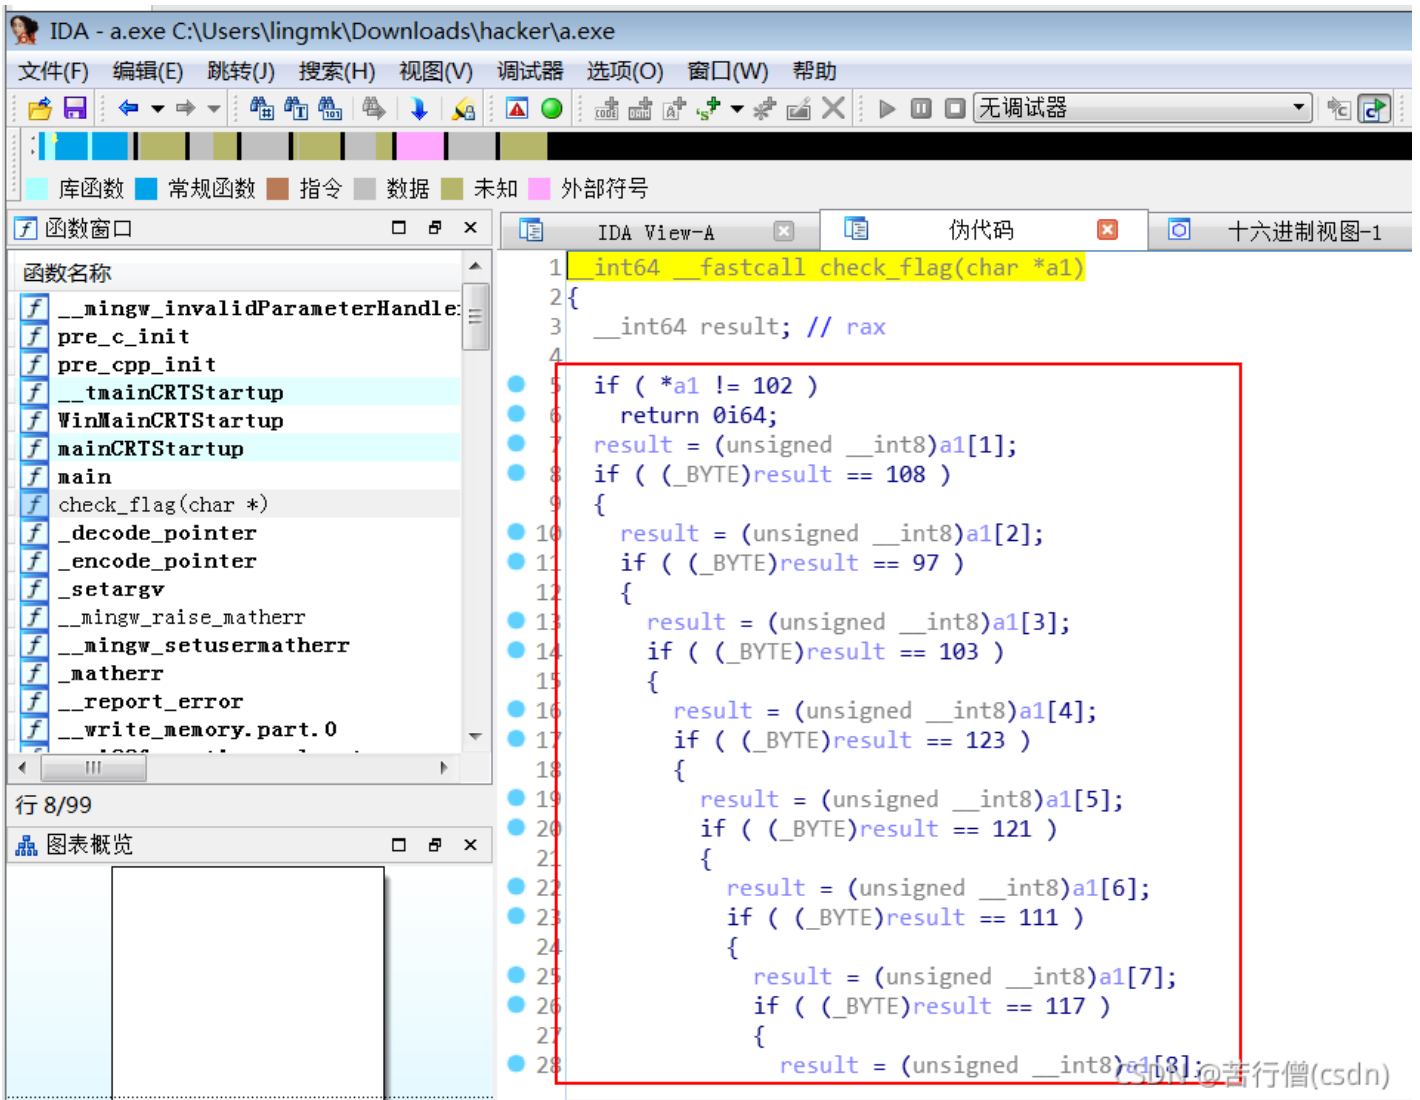 IDA - a.exe C:\Users\lingmk\Downloads\hacker\a.exe
文件(F) 编辑(E) 跳转(J) 搜索(H) 视图(V) 调试器 选项(O) 窗口(W) 帮助
无调试器
库函数 常规函数 指令 数据 未知 外部符号
函数窗口
函数名称
__mingw_invalidParameterHandler
pre_c_init
pre_cpp_init
__tmainCRTStartup
WinMainCRTStartup
mainCRTStartup
main
check_flag(char *)
_decode_pointer
_encode_pointer
_setargv
__mingw_raise_matherr
__mingw_setusermatherr
_matherr
__report_error
__write_memory.part.0
行 8/99
图表概览
IDA View-A 伪代码 十六进制视图-1
1 __int64 __fastcall check_flag(char *a1)
2 {
3 __int64 result; // rax
4
5 if ( *a1 != 102 )
6 return 0i64;
7 result = (unsigned __int8)a1[1];
8 if ( (_BYTE)result == 108 )
9 {
10 result = (unsigned __int8)a1[2];
11 if ( (_BYTE)result == 97 )
12 {
13 result = (unsigned __int8)a1[3];
14 if ( (_BYTE)result == 103 )
15 {
16 result = (unsigned __int8)a1[4];
17 if ( (_BYTE)result == 123 )
18 {
19 result = (unsigned __int8)a1[5];
20 if ( (_BYTE)result == 121 )
21 {
22 result = (unsigned __int8)a1[6];
23 if ( (_BYTE)result == 111 )
24 {
25 result = (unsigned __int8)a1[7];
26 if ( (_BYTE)result == 117 )
27 {
28 result = (unsigned __int8)a1[8];
CSDN @苦行僧(csdn)